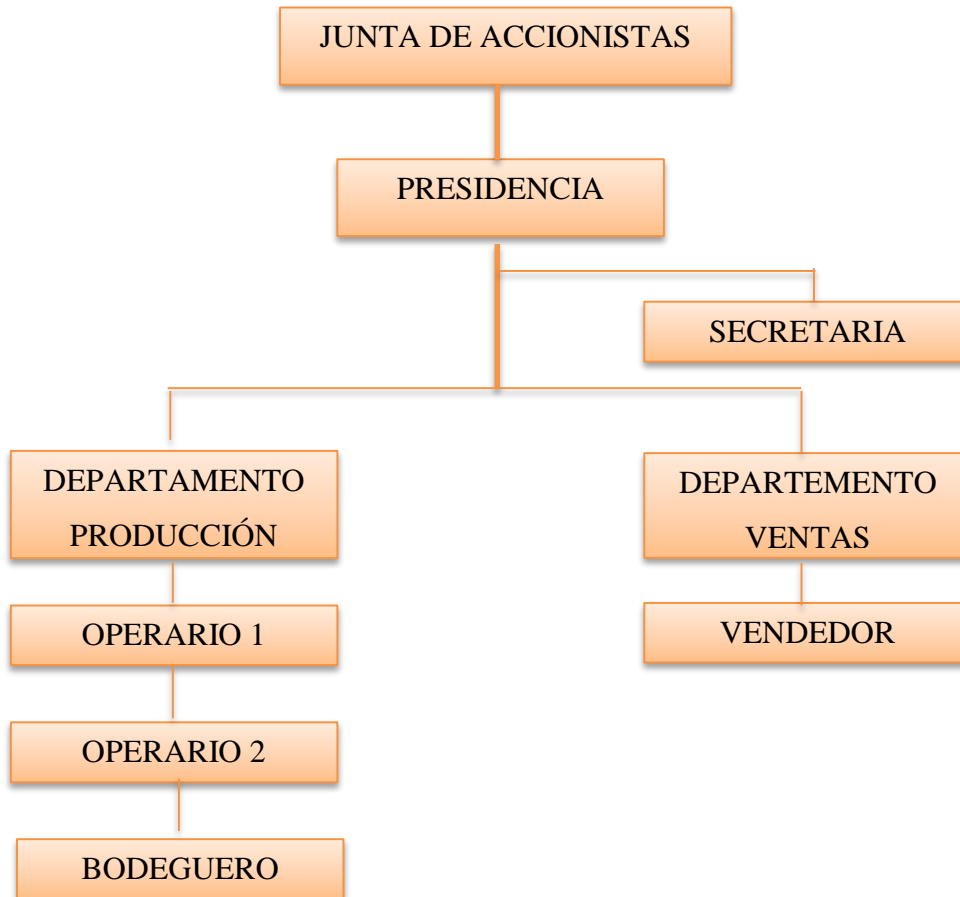 JUNTA DE ACCIONISTAS
PRESIDENCIA
SECRETARIA
DEPARTAMENTO
PRODUCCIÓN
DEPARTEMENTO
VENTAS
OPERARIO 1
VENDEDOR
OPERARIO 2
BODEGUERO